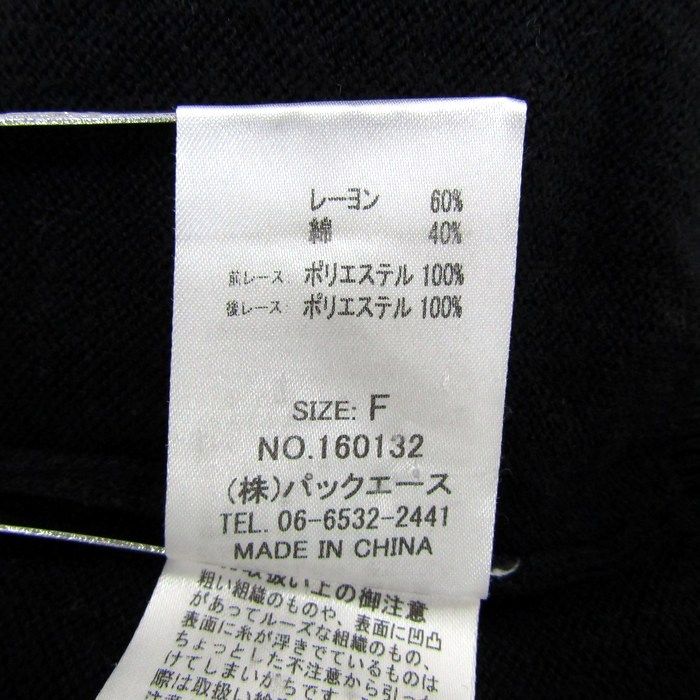 レーヨン 60%
綿 40%
前レース: ポリエステル 100%
後レース: ポリエステル 100%
SIZE: F
NO.160132
(株)パックエース
TEL. 06-6532-2441
MADE IN CHINA
取扱い上の御注意
粗い組織のものや、表面に凹凸
があってルーズな組織のもの、
表面に糸が浮きでているものは
ちょっとした不注意から引っ
けてしまいがちです
際は取扱い